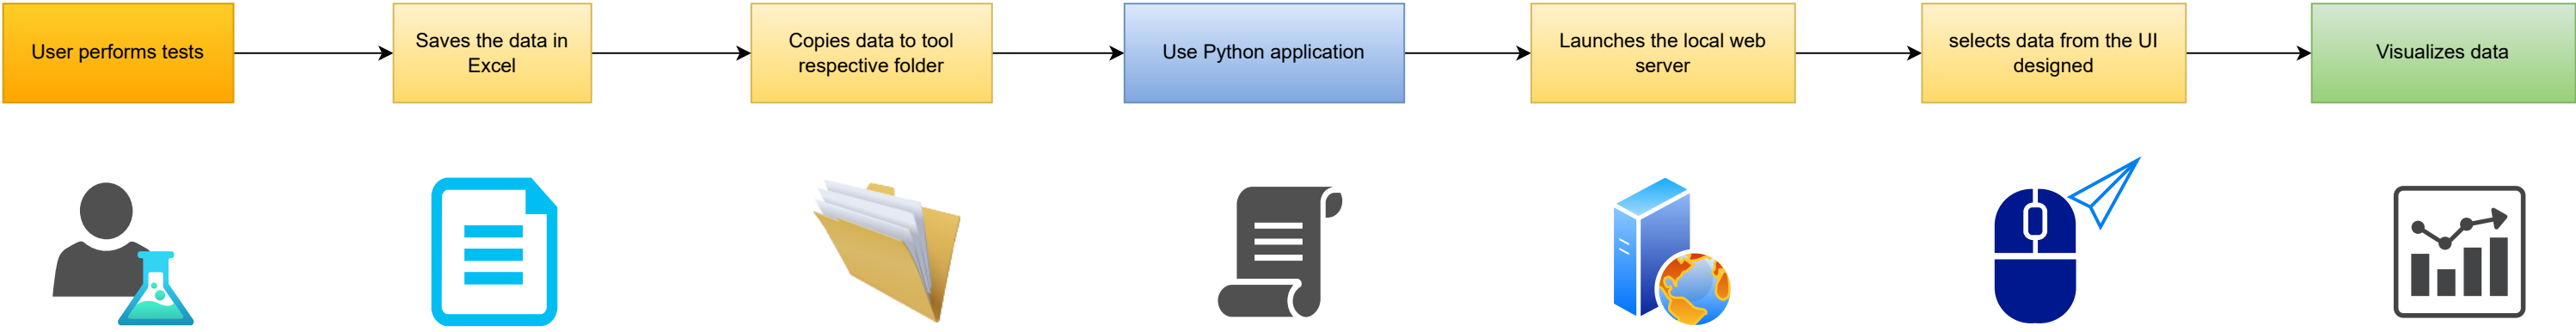 User performs tests
Saves the data in
Excel
Copies data to tool
respective folder
Use Python application
Launches the local web
server
selects data from the UI
designed
Visualizes data